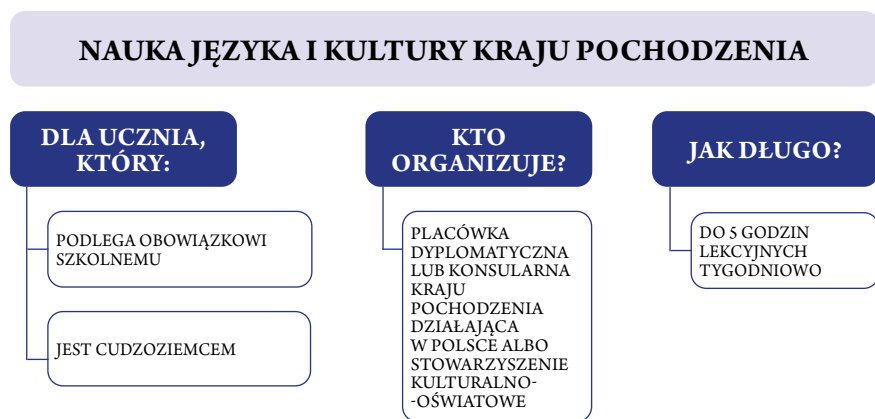 NAUKA JĘZYKA I KULTURY KRAJU POCHODZENIA
DLA UCZNIA,
KTÓRY:
PODLEGA OBOWIĄZKOWI
SZKOLNEMU
JEST CUDZOZIEMCEM
KTO
ORGANIZUJE?
PLACÓWKA
DYPLOMATYCZNA
LUB KONSULARNA
KRAJU
POCHODZENIA
DZIAŁAJĄCA
W POLSCE ALBO
STOWARZYSZENIE
KULTURALNO-
-OŚWIATOWE
JAK DŁUGO?
DO 5 GODZIN
LEKCYJNYCH
TYGODNIOWO